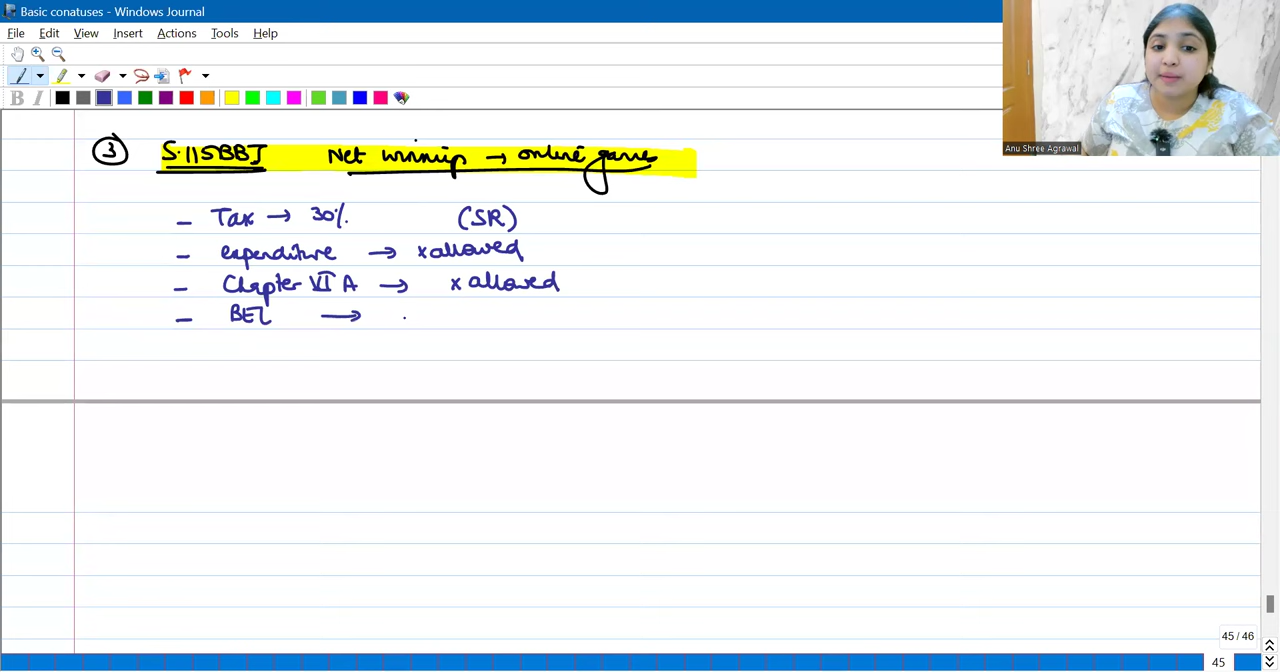 Basic conatuses - Windows Journal
File Edit View Insert Actions Tools Help
B I
Anu Shree Agrawal
3 S.115BBJ Net winnings → online games
- Tax → 30% (SR)
- expenditure → x allowed
- Chapter VI A → x allowed
- BEL →
45 / 46
45